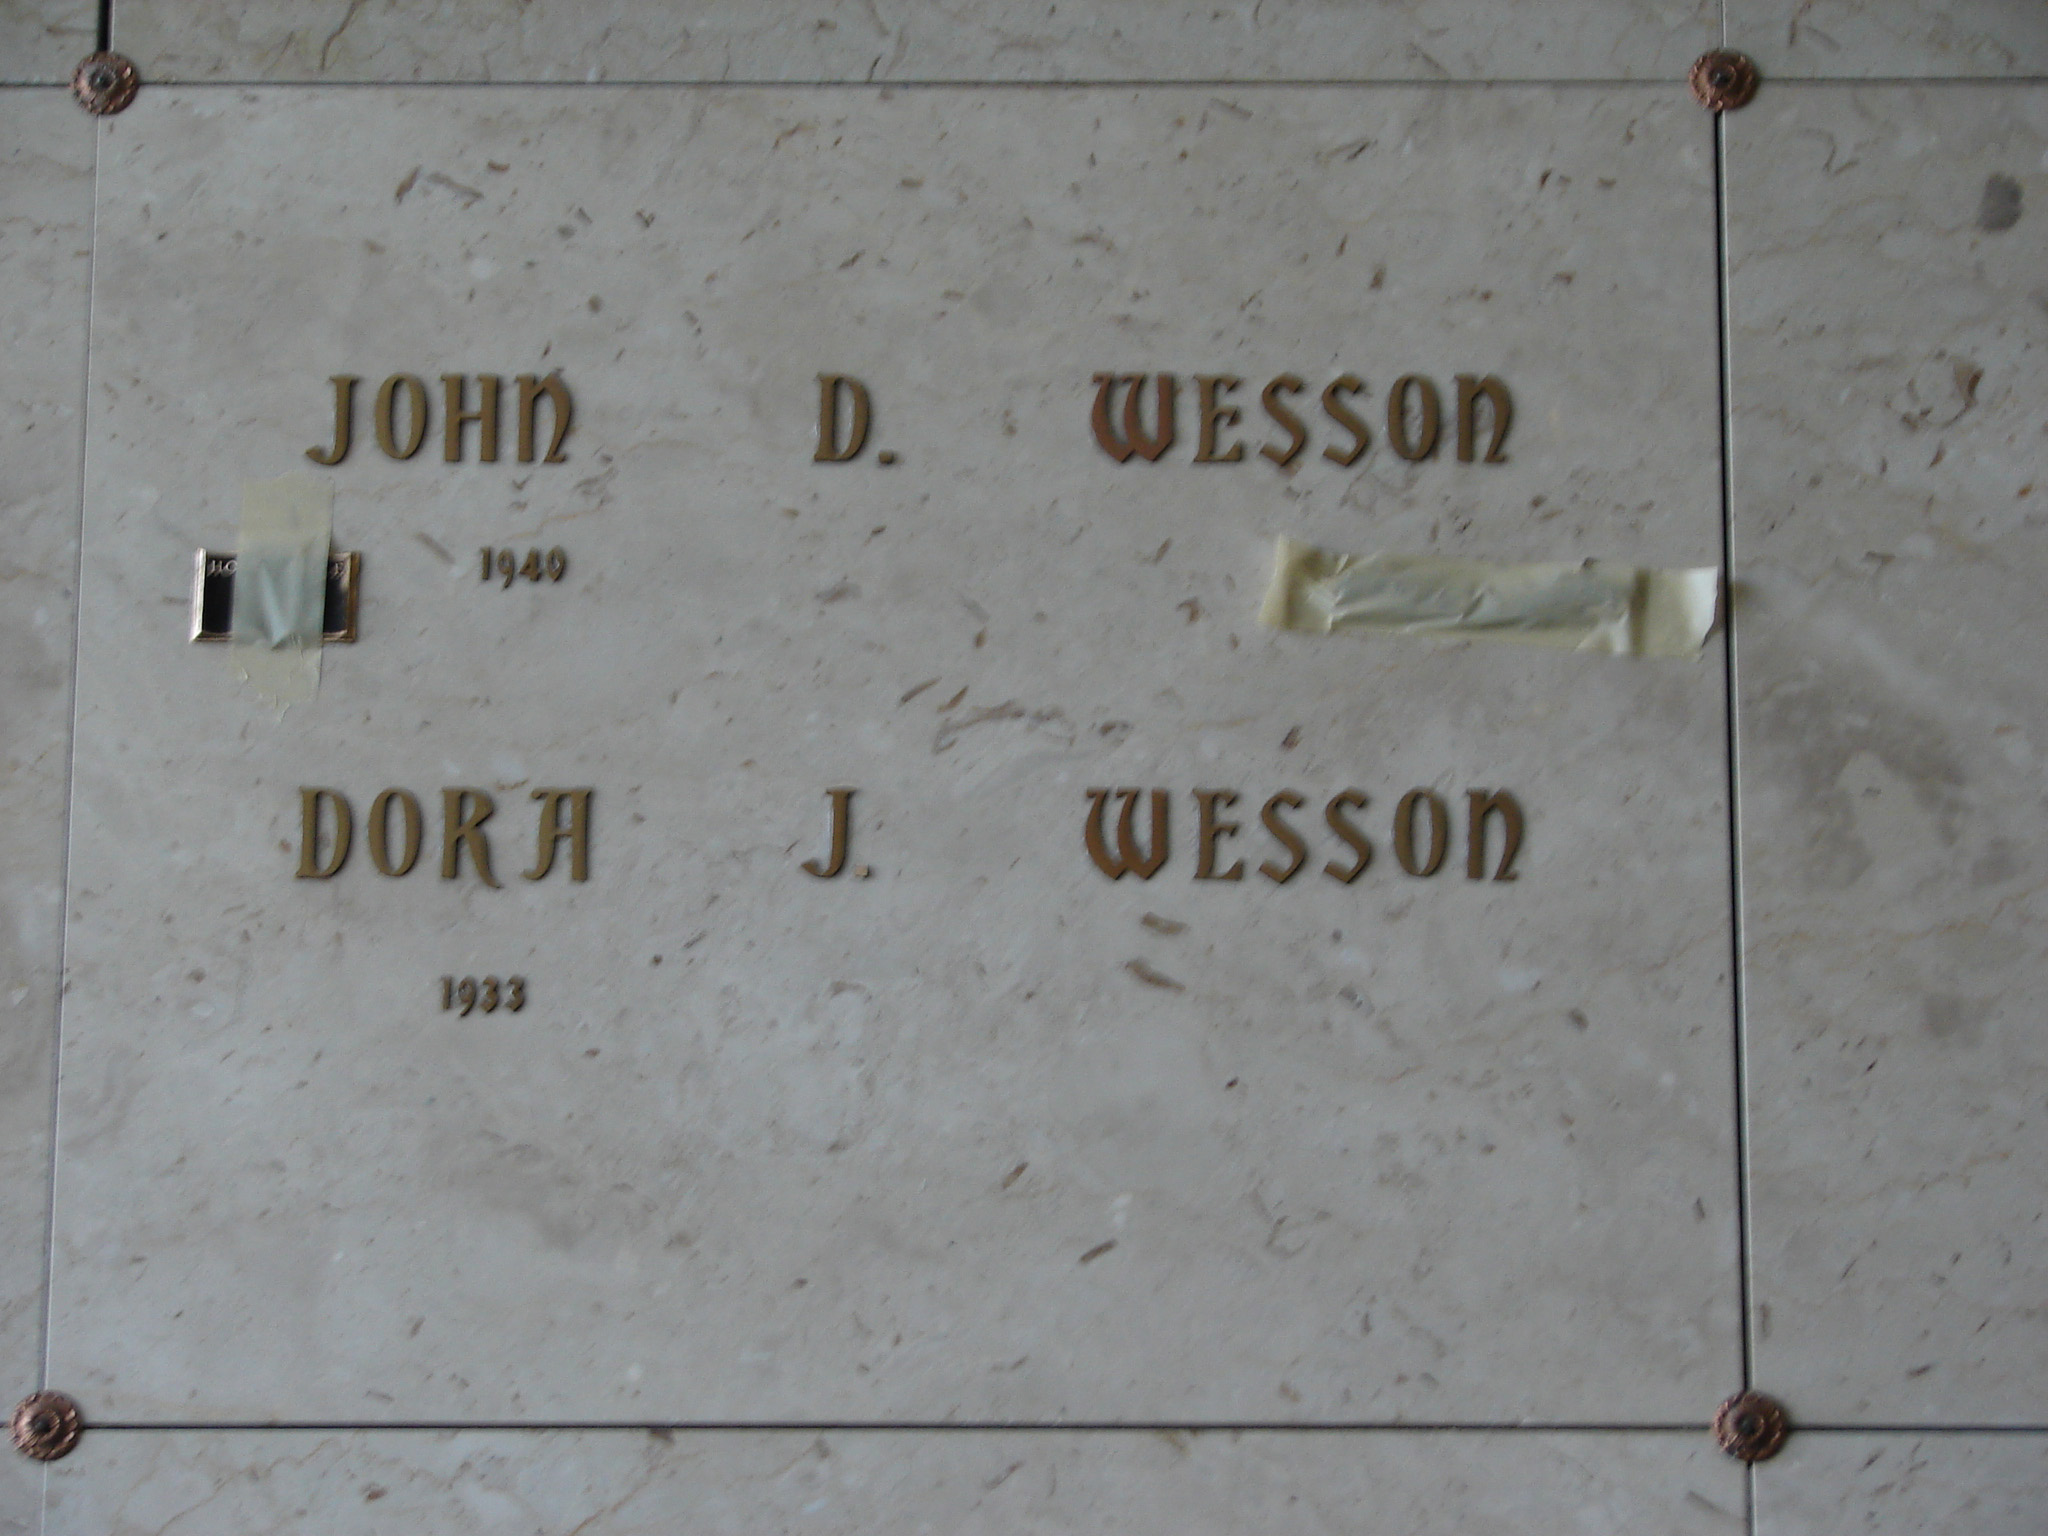 JOHN D. WESSON
1940
DORA J. WESSON
1933